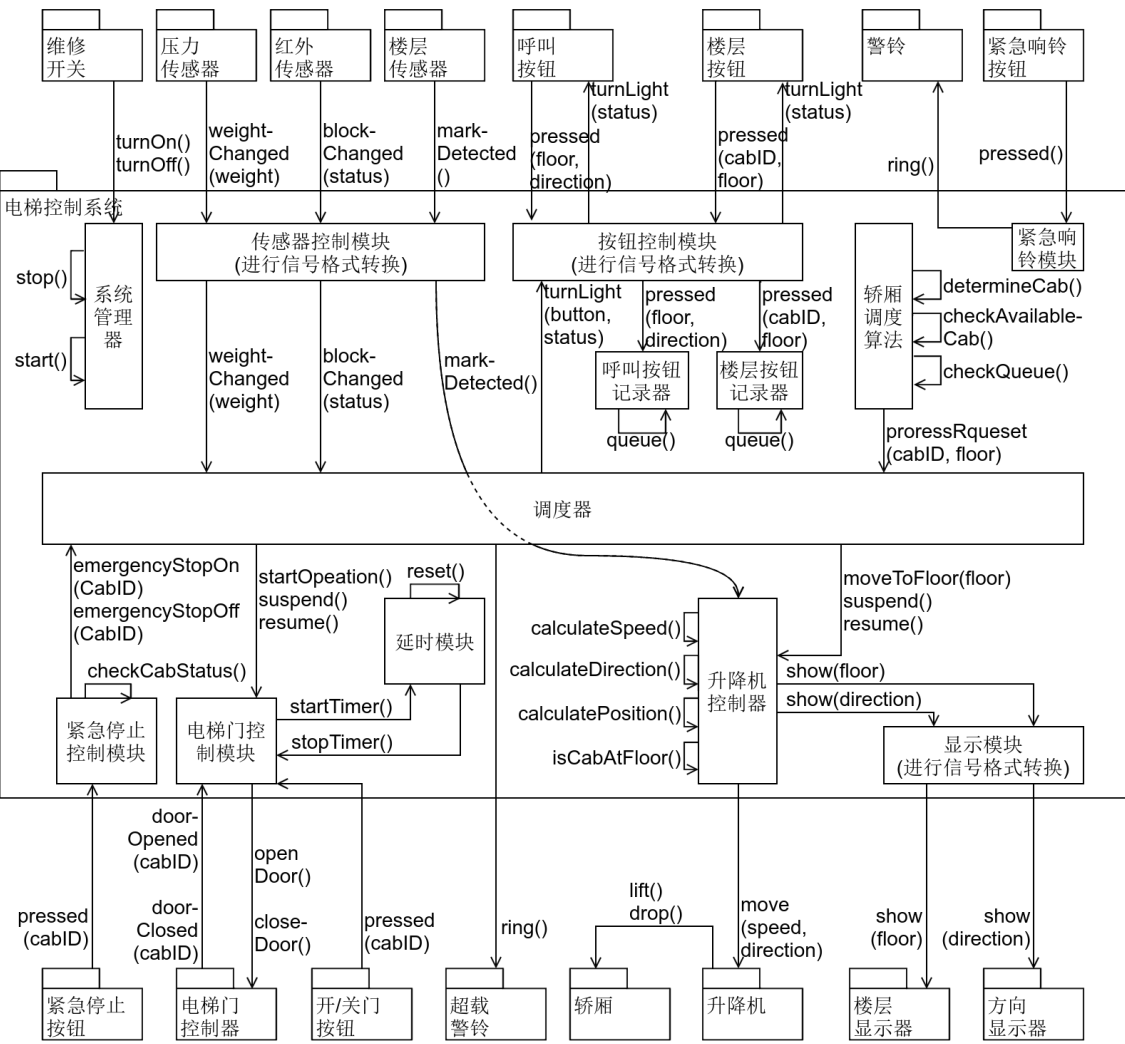 维修
开关
压力
传感器
红外
传感器
楼层
传感器
呼叫
按钮
楼层
按钮
警铃
紧急响铃
按钮
turnOn()
turnOff()
weight-
Changed
(weight)
block-
Changed
(status)
mark-
Detected
()
pressed
(floor,
direction)
turnLight
(status)
pressed
(cabID,
floor)
turnLight
(status)
ring()
pressed()
电梯控制系统
stop()
start()
系统
管理
器
传感器控制模块
(进行信号格式转换)
按钮控制模块
(进行信号格式转换)
轿厢
调度
算法
紧急响
铃模块
determineCab()
checkAvailable-
Cab()
checkQueue()
weight-
Changed
(weight)
block-
Changed
(status)
mark-
Detected()
turnLight
(button,
status)
pressed
(floor,
direction)
pressed
(cabID,
floor)
呼叫按钮
记录器
楼层按钮
记录器
queue()
queue()
proressRqueset
(cabID, floor)
调度器
emergencyStopOn
(CabID)
emergencyStopOff
(CabID)
startOpeation()
suspend()
resume()
reset()
延时模块
moveToFloor(floor)
suspend()
resume()
checkCabStatus()
紧急停止
控制模块
电梯门控
制模块
startTimer()
stopTimer()
calculateSpeed()
calculateDirection()
calculatePosition()
isCabAtFloor()
升降机
控制器
show(floor)
show(direction)
显示模块
(进行信号格式转换)
pressed
(cabID)
door-
Opened
(cabID)
door-
Closed
(cabID)
open
Door()
close-
Door()
pressed
(cabID)
ring()
lift()
drop()
move
(speed,
direction)
show
(floor)
show
(direction)
紧急停止
按钮
电梯门
控制器
开/关门
按钮
超载
警铃
轿厢
升降机
楼层
显示器
方向
显示器